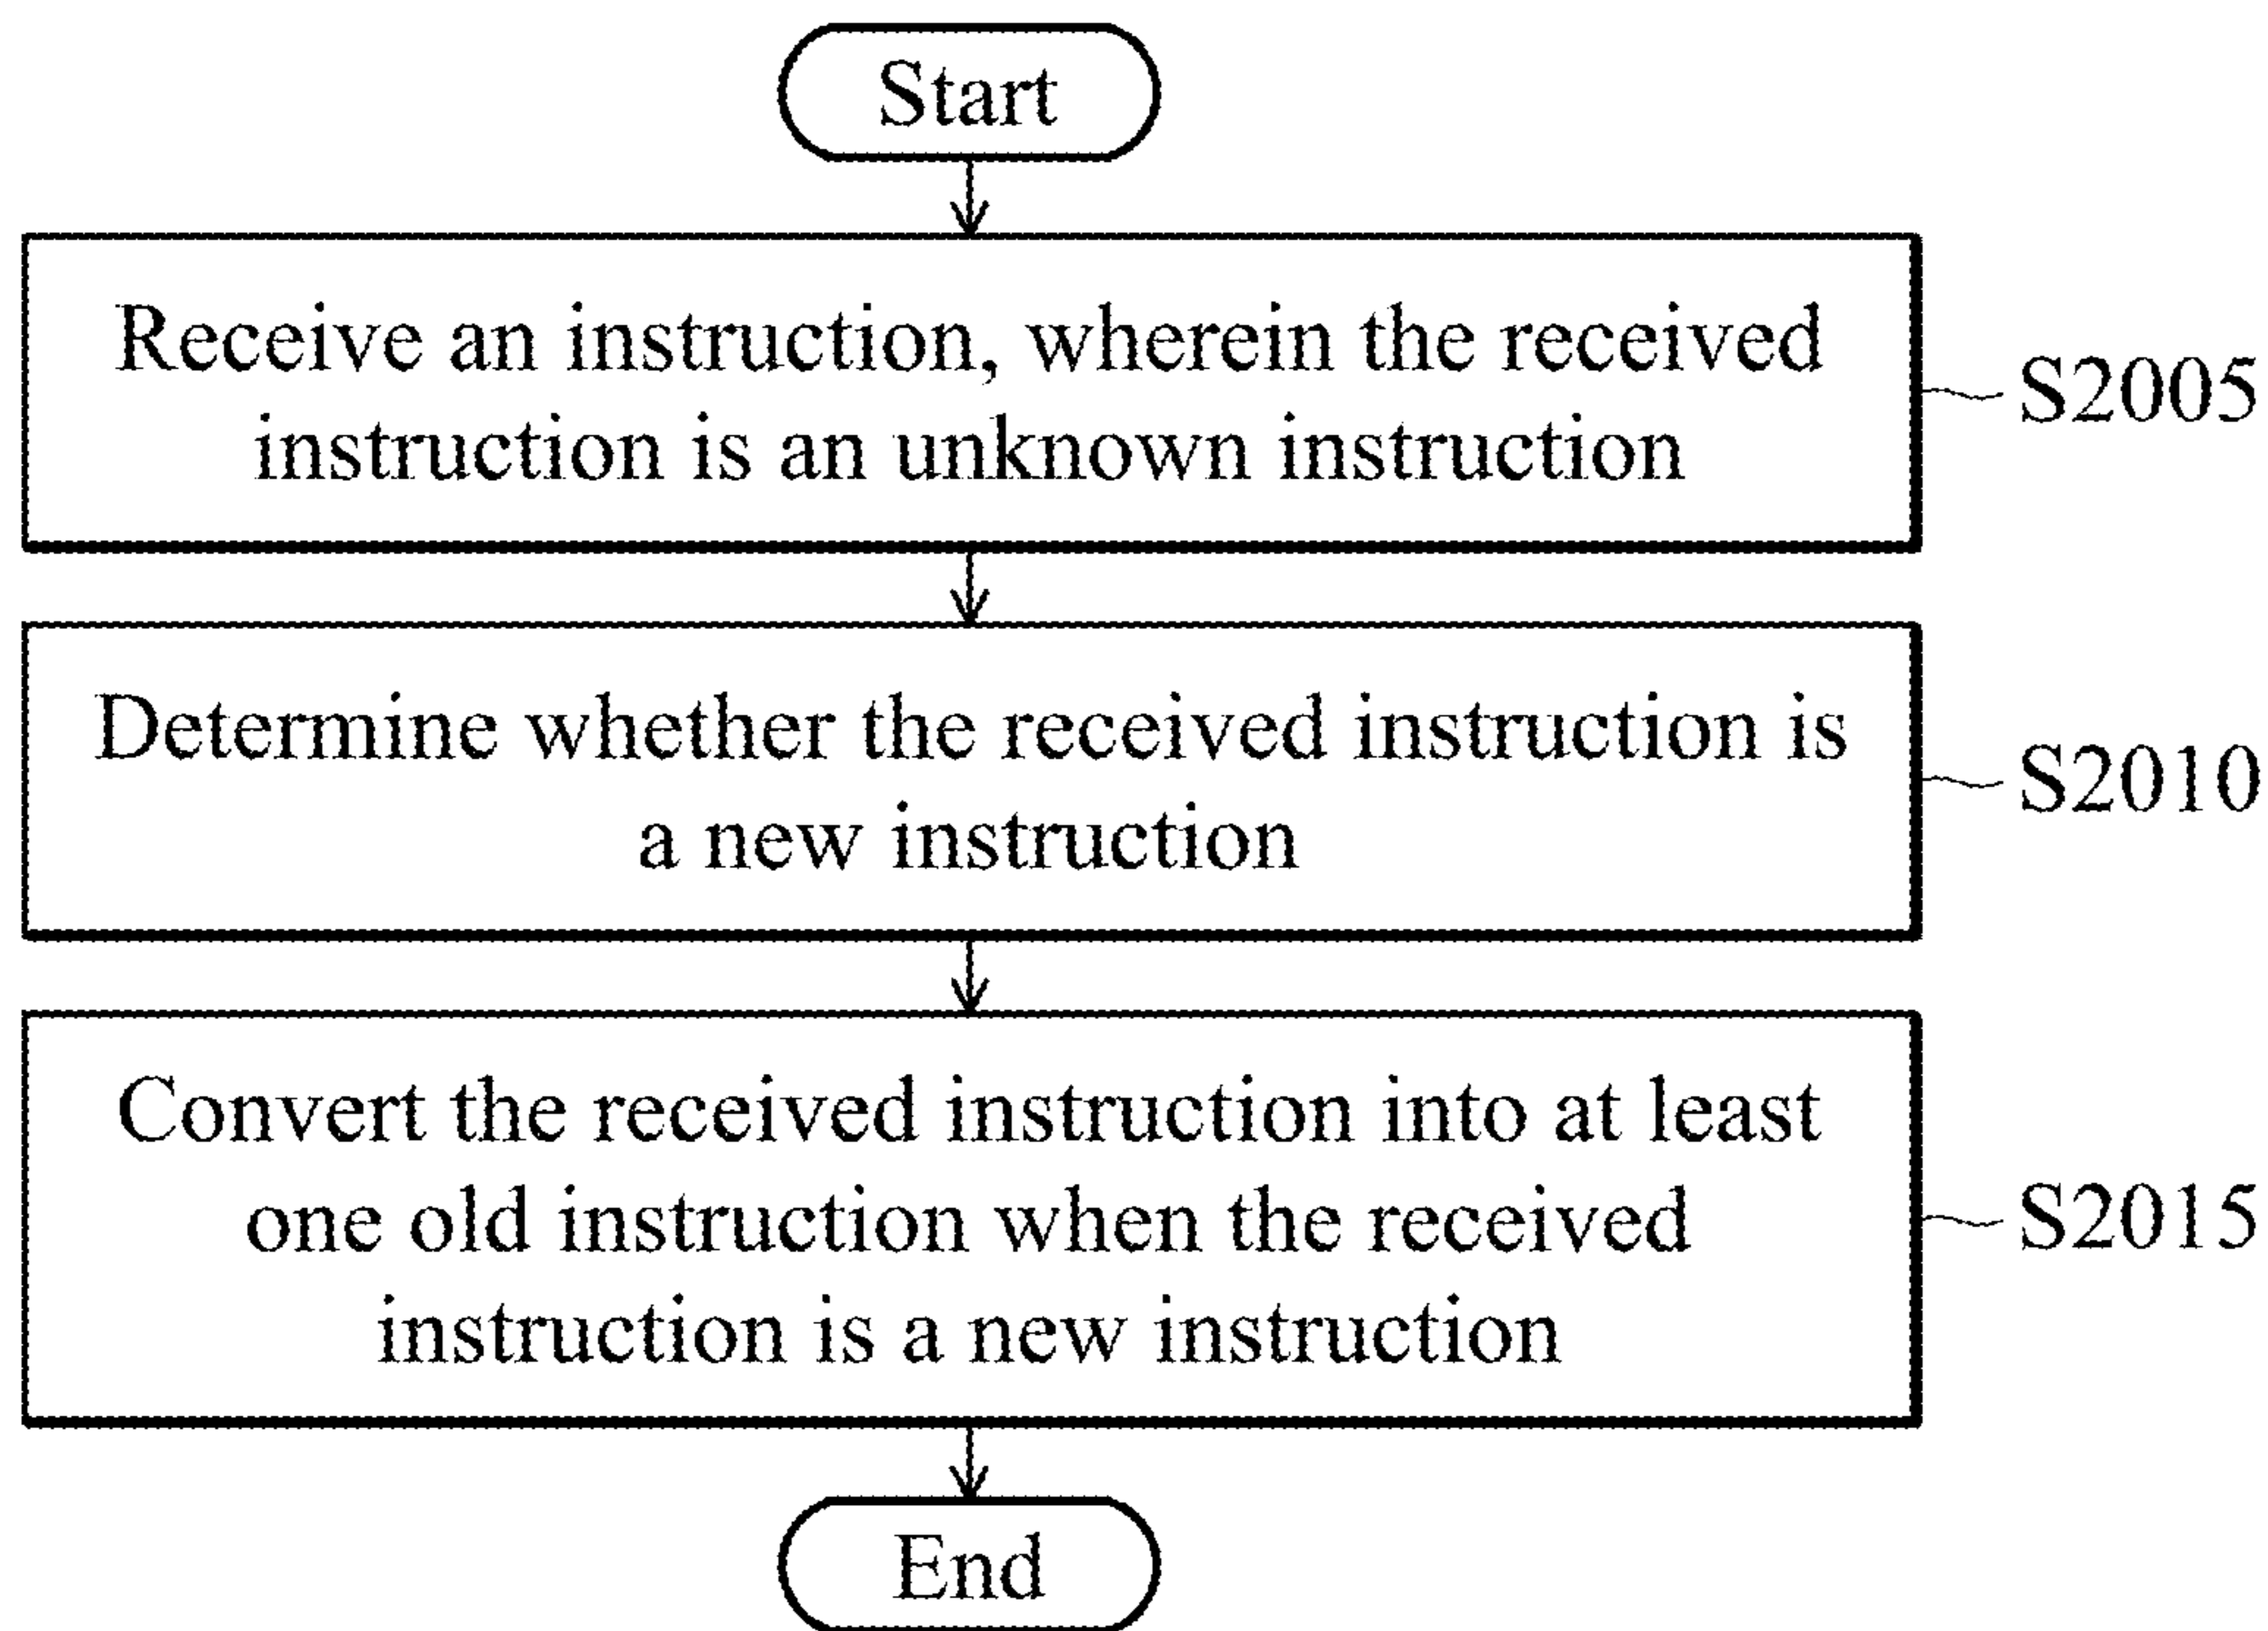 Start
Receive an instruction, wherein the received
instruction is an unknown instruction
S2005
Determine whether the received instruction is
a new instruction
S2010
Convert the received instruction into at least
one old instruction when the received
instruction is a new instruction
S2015
End